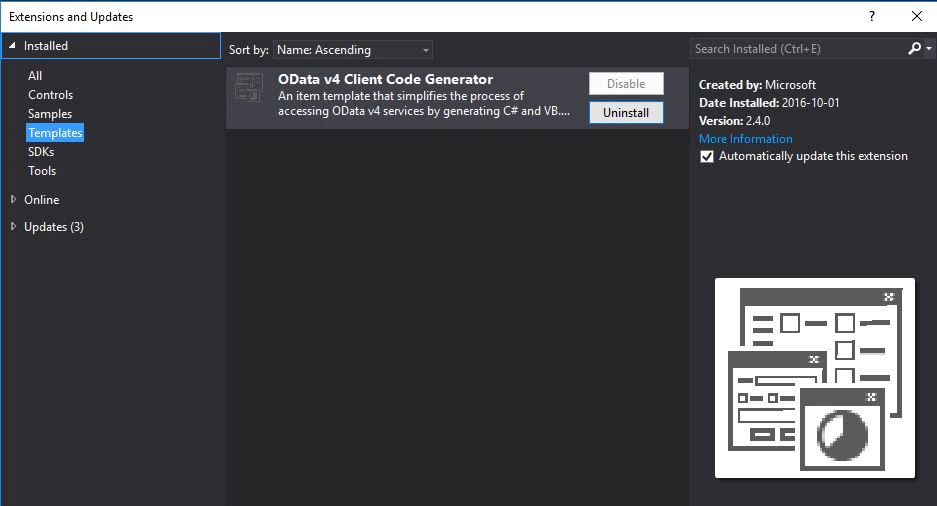 Extensions and Updates
Installed
All
Controls
Samples
Templates
SDKs
Tools
Online
Updates (3)
Sort by: Name: Ascending
OData v4 Client Code Generator
An item template that simplifies the process of
accessing OData v4 services by generating C# and VB....
Disable
Uninstall
Search Installed (Ctrl+E)
Created by: Microsoft
Date Installed: 2016-10-01
Version: 2.4.0
More Information
Automatically update this extension